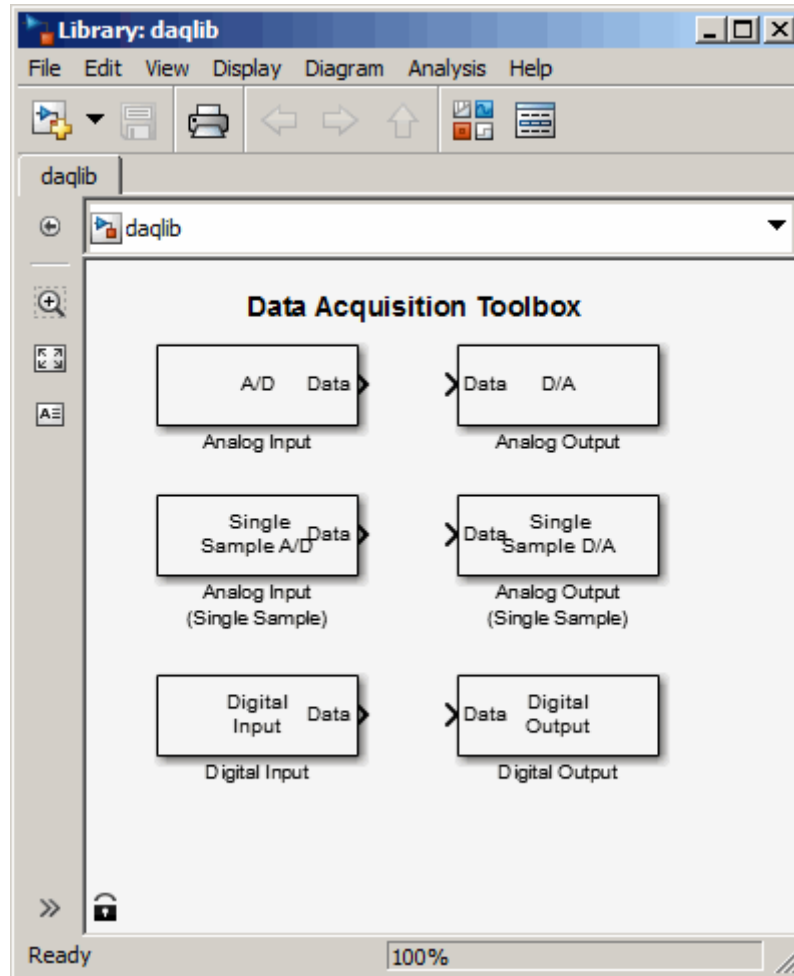 Library: daqlib
File Edit View Display Diagram Analysis Help
daqlib
daqlib
Data Acquisition Toolbox
A/D Data
Data D/A
Analog Input
Analog Output
Single
Sample A/D
Data
Data
Single
Sample D/A
Analog Input
(Single Sample)
Analog Output
(Single Sample)
Digital
Input
Data
Data
Digital
Output
Digital Input
Digital Output
Ready
100%